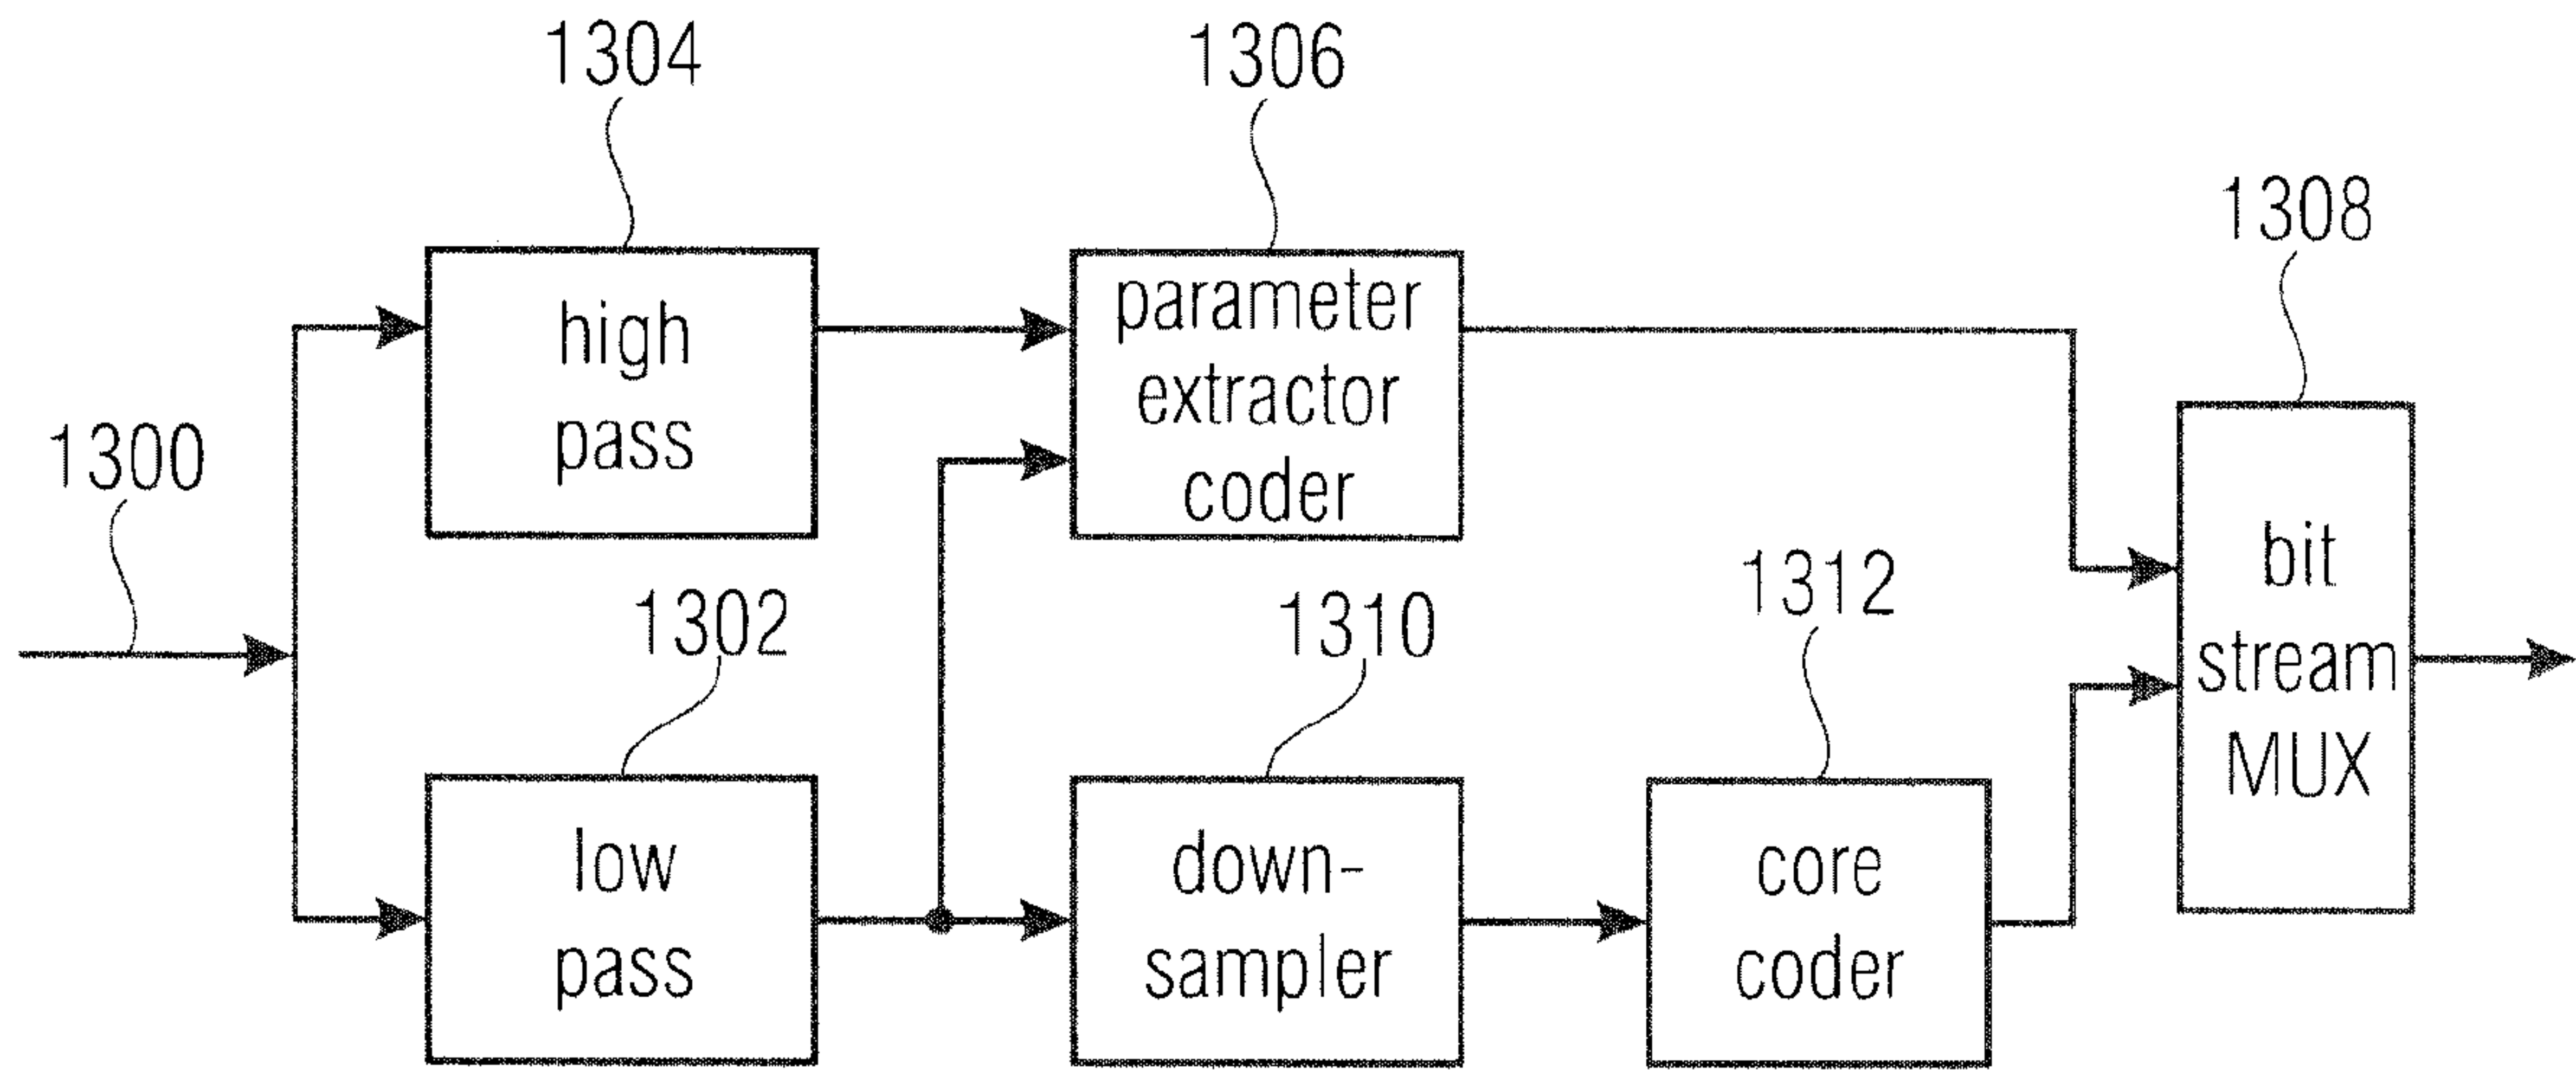 1304
1306
1308
high
pass
parameter
extractor
coder
1300
1302
1310
1312
bit
stream
MUX
low
pass
down-
sampler
core
coder